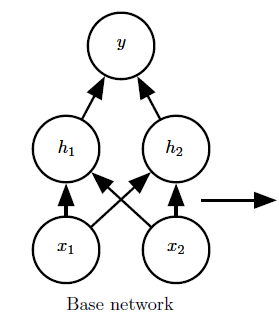 y
h₁ h₂
x₁ x₂
Base network